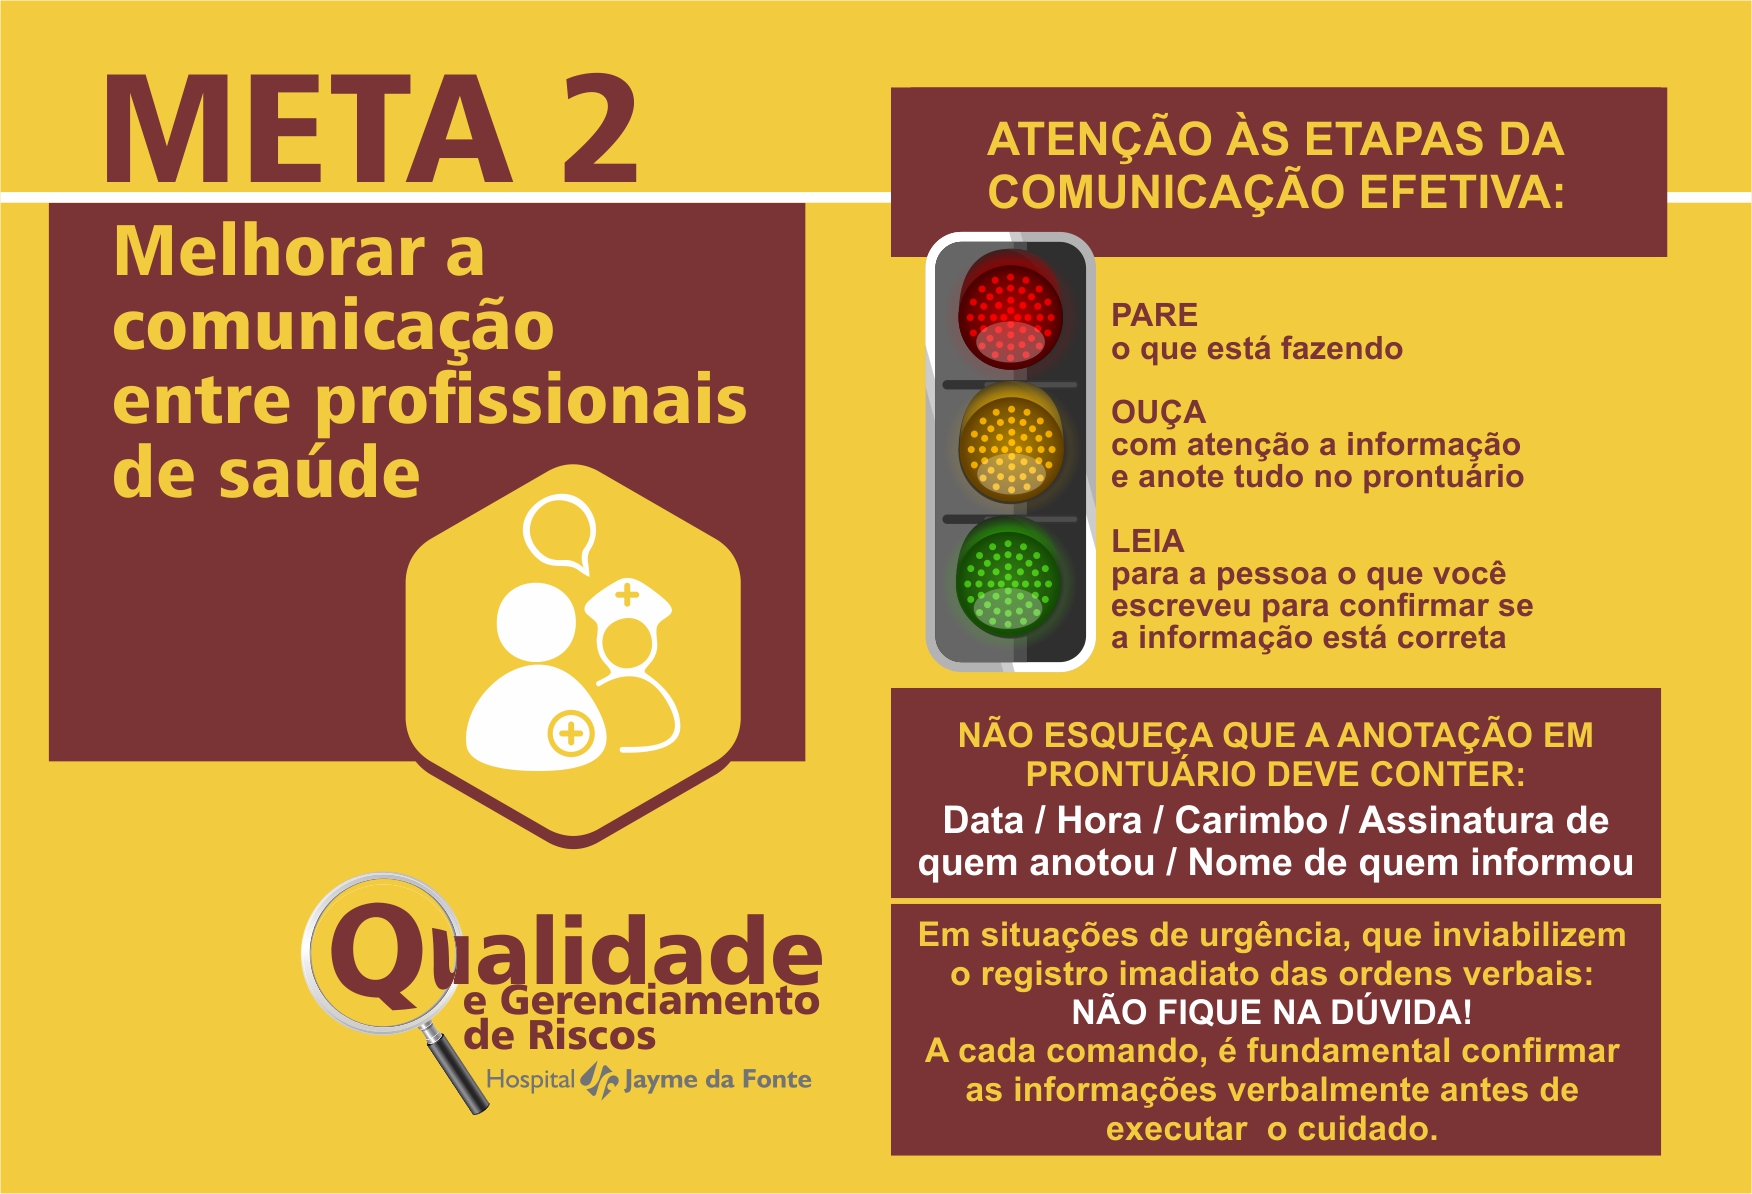 META 2
Melhorar a
comunicação
entre profissionais
de saúde
Qualidade
e Gerenciamento
de Riscos
Hospital Jayme da Fonte
ATENÇÃO ÀS ETAPAS DA
COMUNICAÇÃO EFETIVA:
PARE
o que está fazendo
OUÇA
com atenção a informação
e anote tudo no prontuário
LEIA
para a pessoa o que você
escreveu para confirmar se
a informação está correta
NÃO ESQUEÇA QUE A ANOTAÇÃO EM
PRONTUÁRIO DEVE CONTER:
Data / Hora / Carimbo / Assinatura de
quem anotou / Nome de quem informou
Em situações de urgência, que inviabilizem
o registro imadiato das ordens verbais:
NÃO FIQUE NA DÚVIDA!
A cada comando, é fundamental confirmar
as informações verbalmente antes de
executar o cuidado.